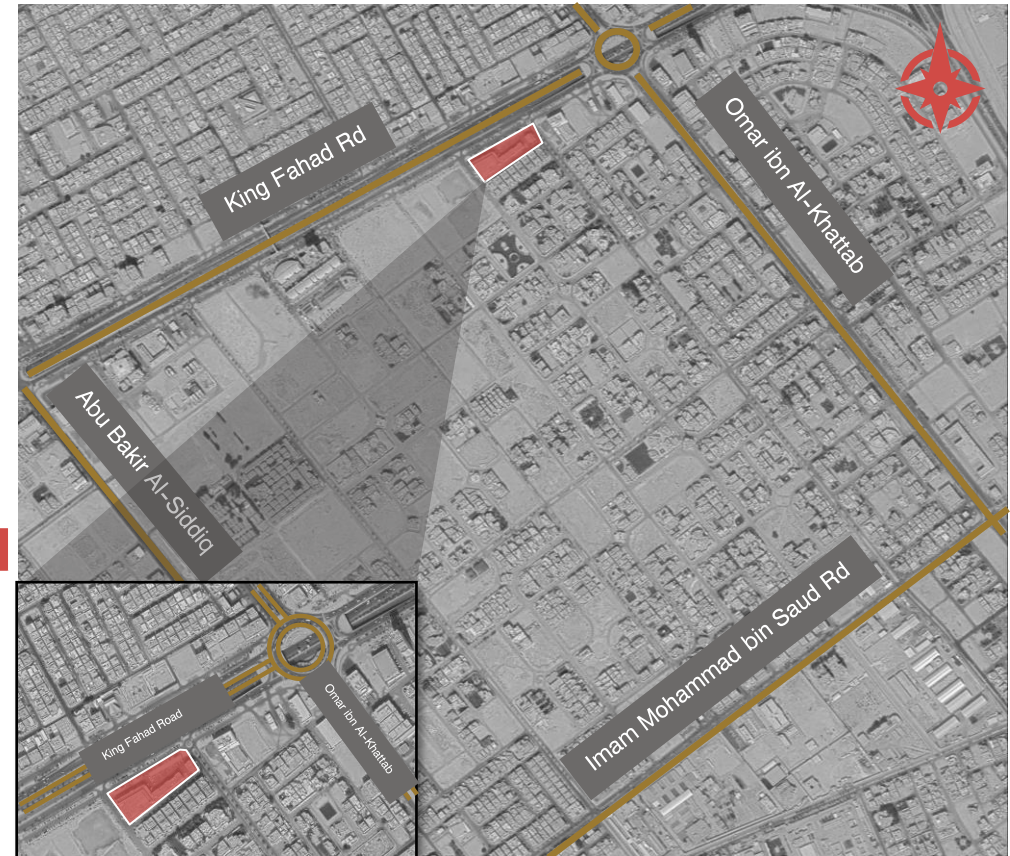 King Fahad Rd
Omar ibn Al-Khattab
Abu Bakir Al-Siddiq
Imam Mohammad bin Saud Rd
King Fahad Road
Omar ibn Al-Khattab